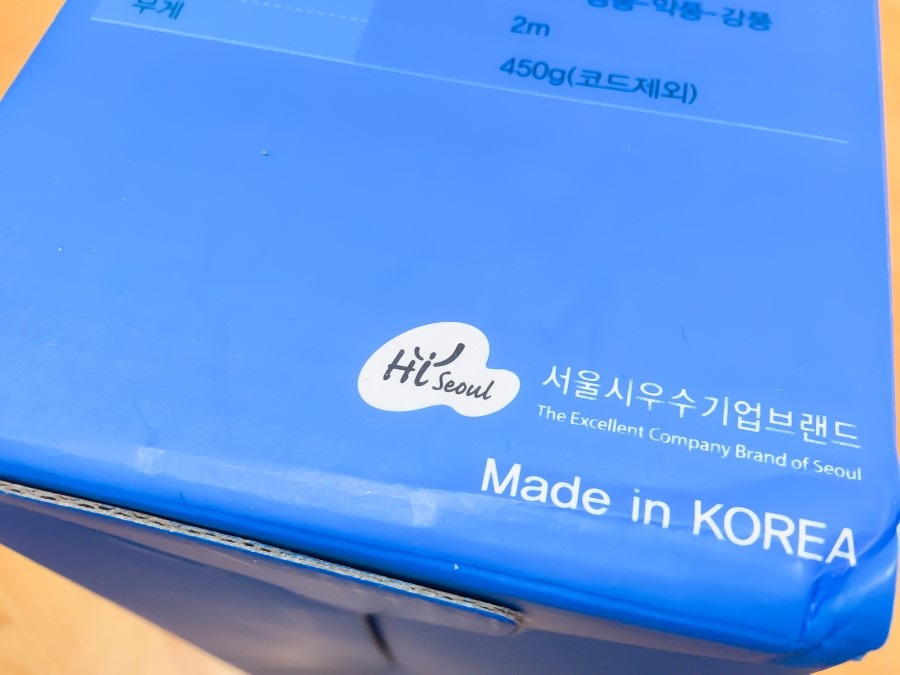 무게
2m
450g(코드제외)
Hi Seoul
서울시우수기업브랜드
The Excellent Company Brand of Seoul
Made in KOREA